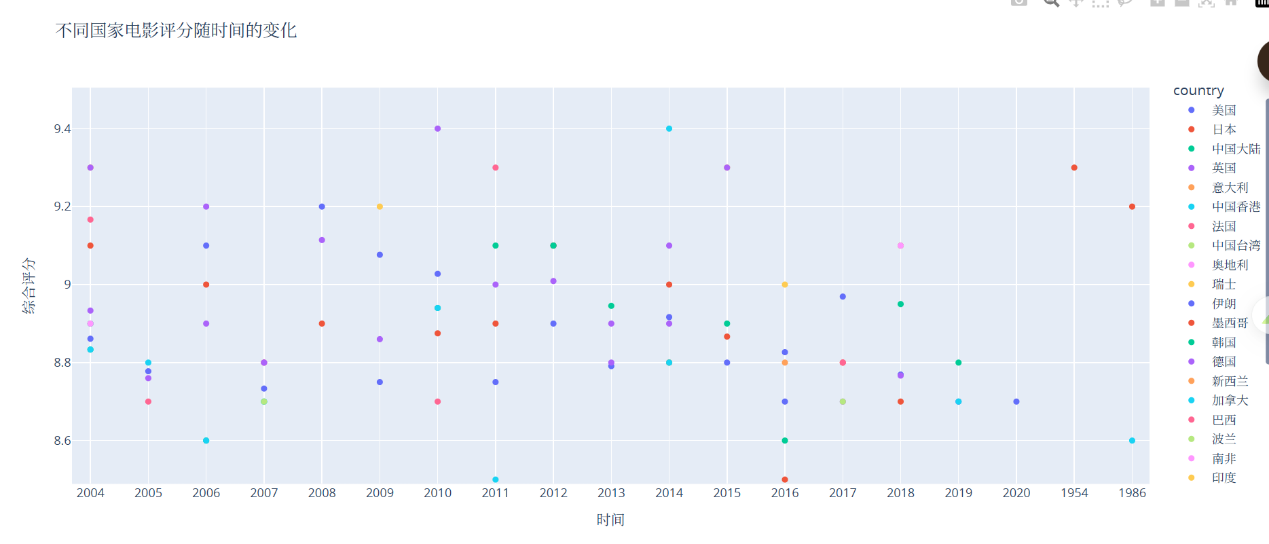 不同国家电影评分随时间的变化
country
美国
日本
中国大陆
英国
意大利
中国香港
法国
中国台湾
奥地利
瑞士
伊朗
墨西哥
韩国
德国
新西兰
加拿大
巴西
波兰
南非
印度
综合评分
9.4
9.2
9
8.8
8.6
2004 2005 2006 2007 2008 2009 2010 2011 2012 2013 2014 2015 2016 2017 2018 2019 2020 1954 1986
时间